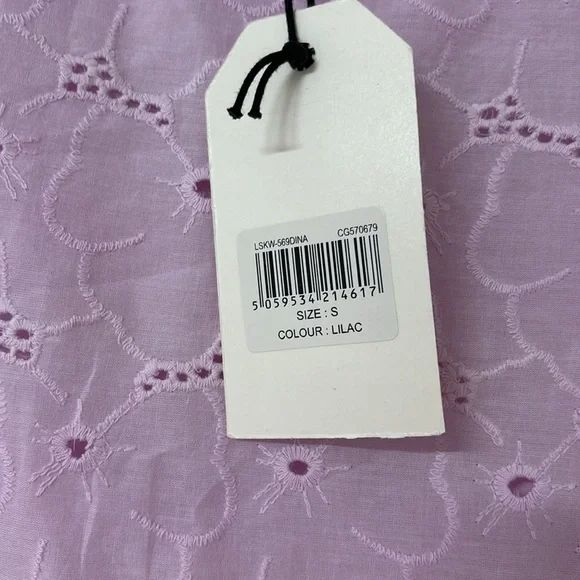 LSKW-569DINA CG570679
5 059534 214617
SIZE : S
COLOUR : LILAC